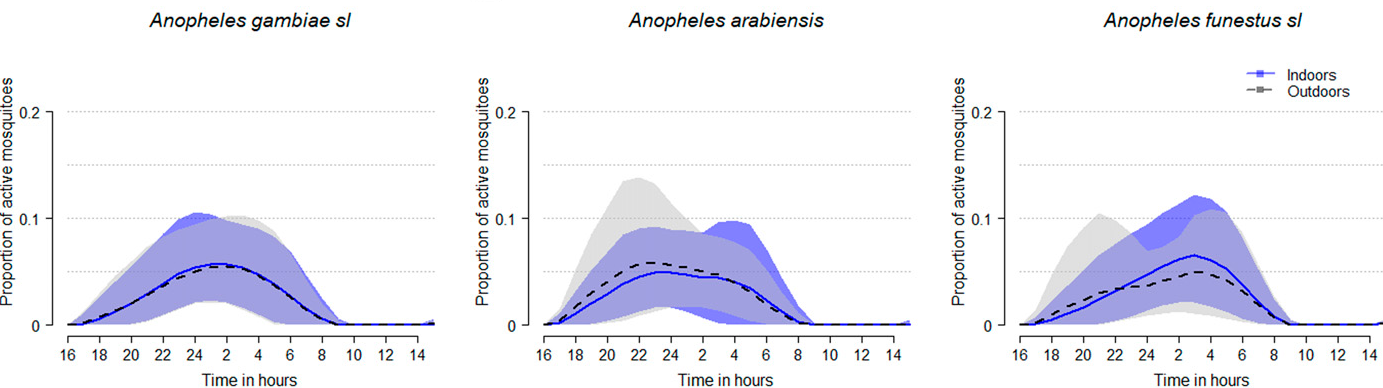 Anopheles gambiae sl
Proportion of active mosquitoes
0.2
0.1
0
16 18 20 22 24 2 4 6 8 10 12 14
Time in hours
Anopheles arabiensis
Proportion of active mosquitoes
0.2
0.1
0
16 18 20 22 24 2 4 6 8 10 12 14
Time in hours
Anopheles funestus sl
Indoors
Outdoors
Proportion of active mosquitoes
0.2
0.1
0
16 18 20 22 24 2 4 6 8 10 12 14
Time in hours